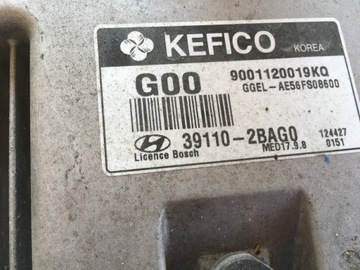 KEFICO KOREA
G00 9001120019KQ
GGEL-AE56FS08600
39110-2BAG0 124427
Licence Bosch MED17.9.8 0151